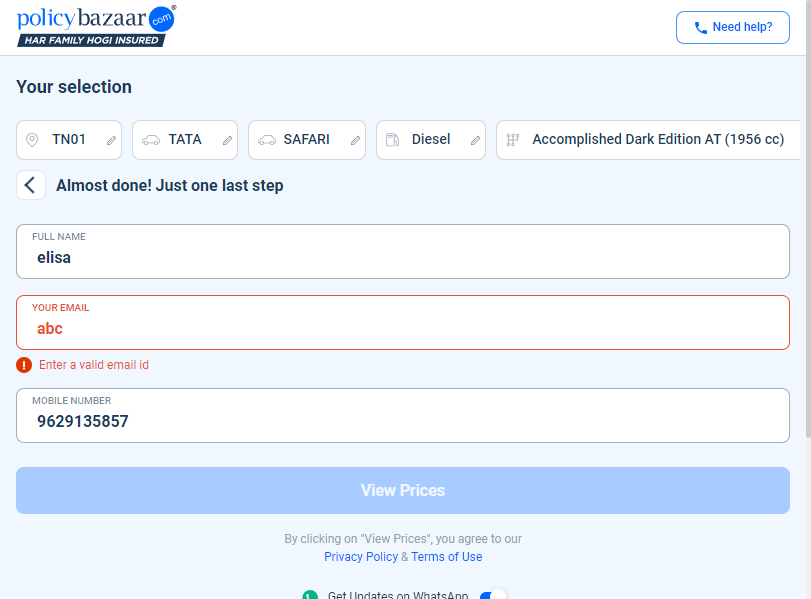 policybazaar.com®
HAR FAMILY HOGI INSURED
Need help?
Your selection
TN01
TATA
SAFARI
Diesel
Accomplished Dark Edition AT (1956 cc)
Almost done! Just one last step
FULL NAME
elisa
YOUR EMAIL
abc
! Enter a valid email id
MOBILE NUMBER
9629135857
View Prices
By clicking on "View Prices", you agree to our
Privacy Policy & Terms of Use
Get Updates on WhatsApp